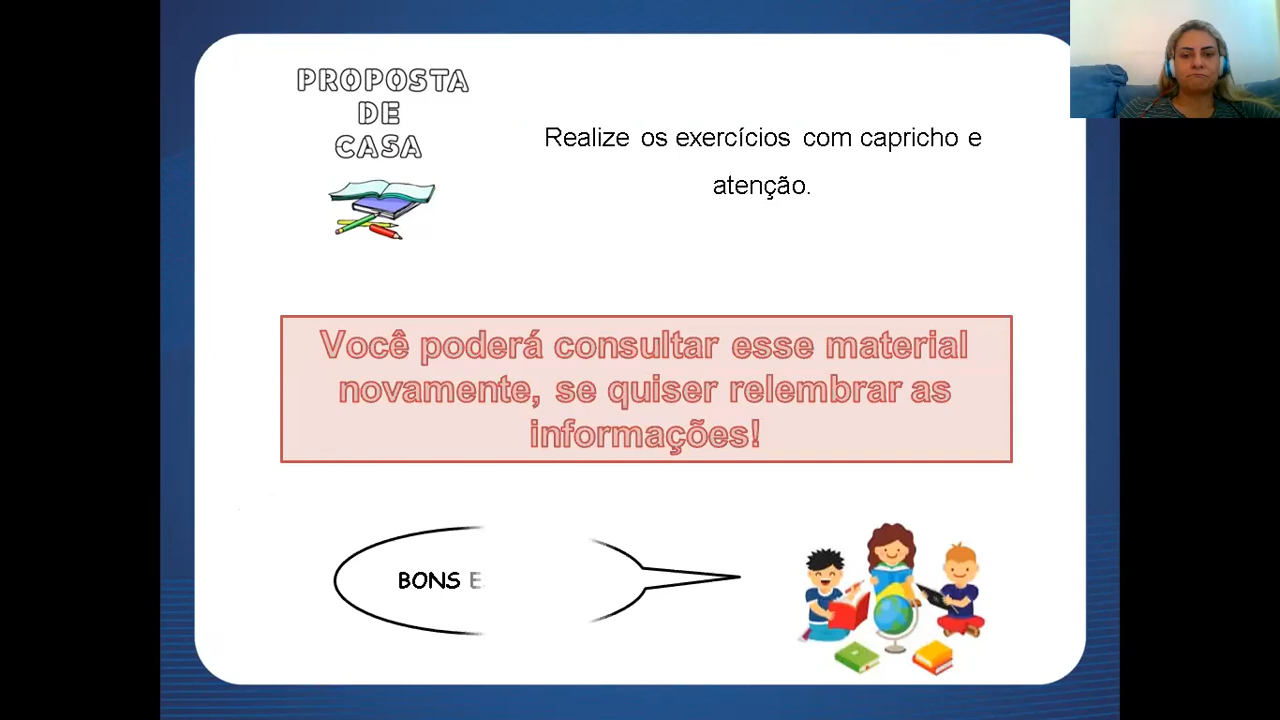 PROPOSTA
DE
CASA
Realize os exercícios com capricho e
atenção.
Você poderá consultar esse material
novamente, se quiser relembrar as
informações!
BONS E